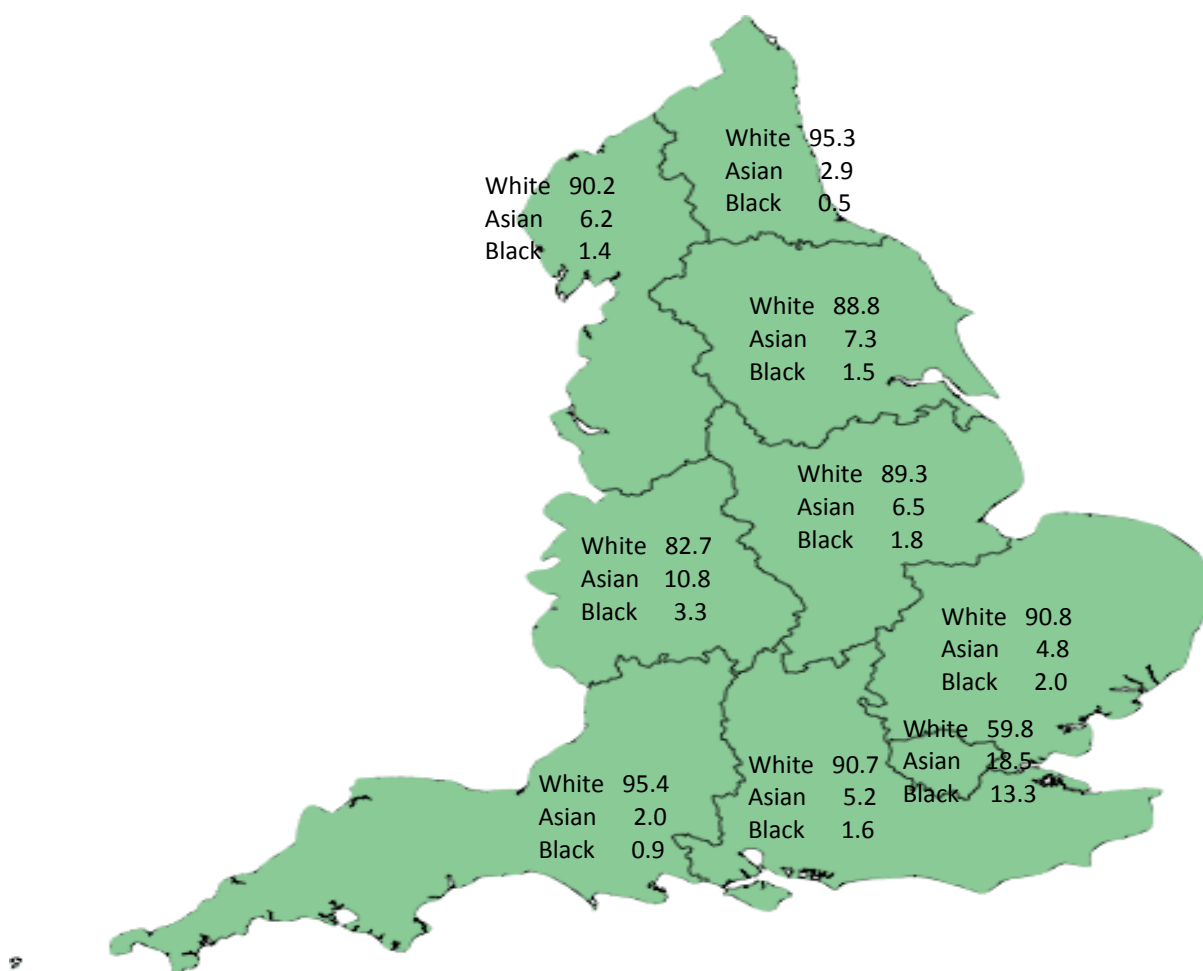 White 95.3
Asian 2.9
Black 0.5
White 90.2
Asian 6.2
Black 1.4
White 88.8
Asian 7.3
Black 1.5
White 89.3
Asian 6.5
Black 1.8
White 82.7
Asian 10.8
Black 3.3
White 90.8
Asian 4.8
Black 2.0
White 59.8
Asian 18.5
Black 13.3
White 90.7
Asian 5.2
Black 1.6
White 95.4
Asian 2.0
Black 0.9